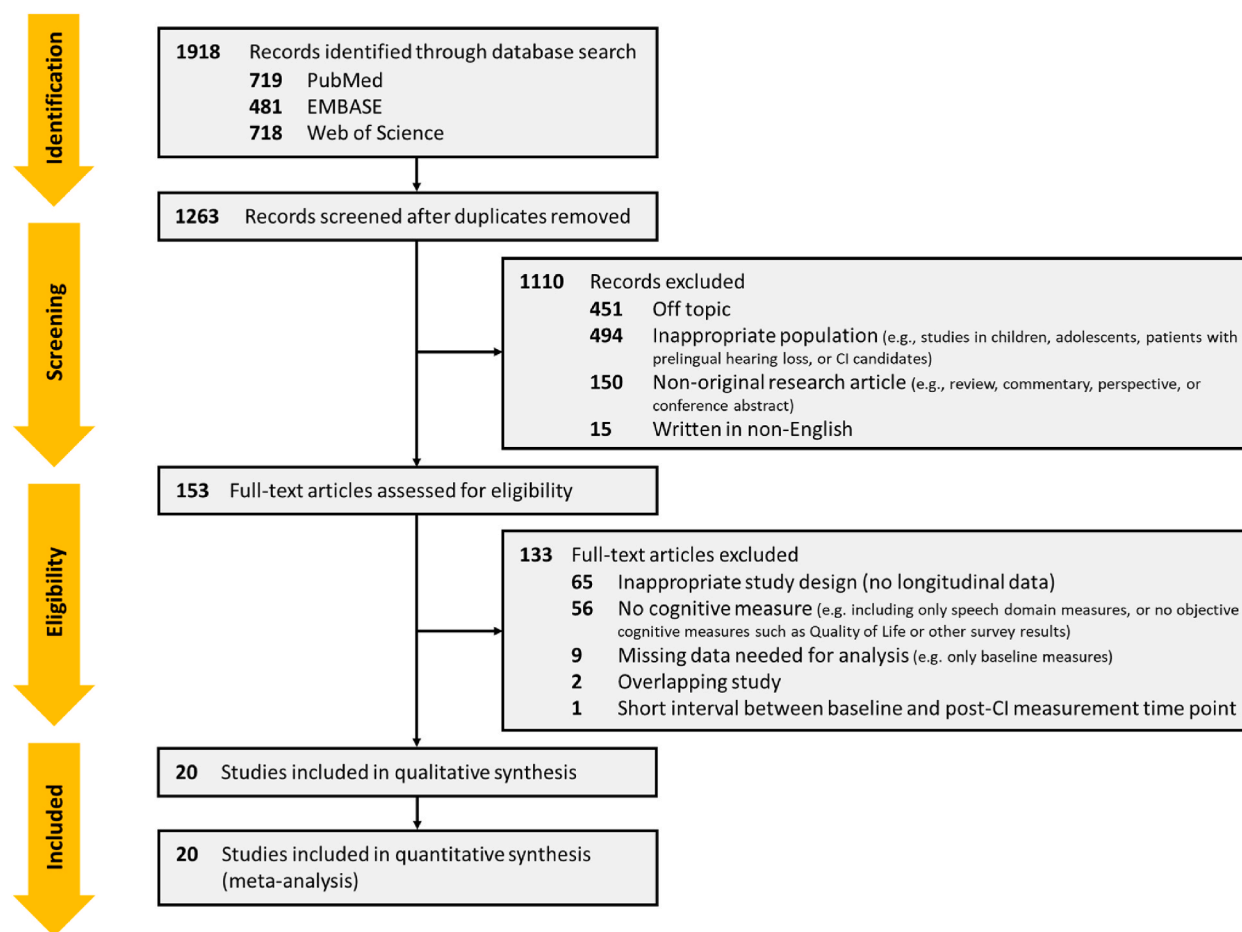 Identification
1918 Records identified through database search
719 PubMed
481 EMBASE
718 Web of Science
1263 Records screened after duplicates removed
Screening
1110 Records excluded
451 Off topic
494 Inappropriate population (e.g., studies in children, adolescents, patients with
prelingual hearing loss, or CI candidates)
150 Non-original research article (e.g., review, commentary, perspective, or
conference abstract)
15 Written in non-English
153 Full-text articles assessed for eligibility
Eligibility
133 Full-text articles excluded
65 Inappropriate study design (no longitudinal data)
56 No cognitive measure (e.g. including only speech domain measures, or no objective
cognitive measures such as Quality of Life or other survey results)
9 Missing data needed for analysis (e.g. only baseline measures)
2 Overlapping study
1 Short interval between baseline and post-CI measurement time point
20 Studies included in qualitative synthesis
Included
20 Studies included in quantitative synthesis
(meta-analysis)